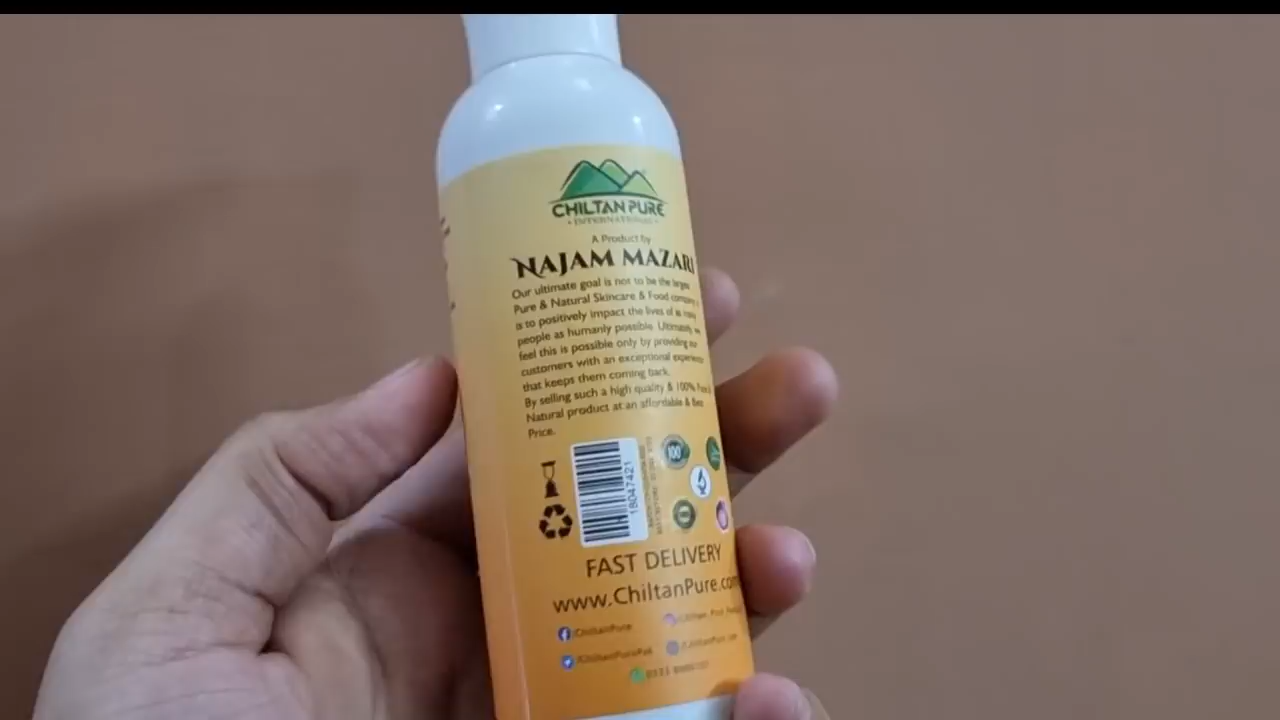 CHILTAN PURE
• INTERNATIONAL •
A Product by
NAJAM MAZARI
Our ultimate goal is not to be the largest
Pure & Natural Skincare & Food company
is to positively impact the lives of as many
people as humanly possible. Ultimately, we
feel this is possible only by providing our
customers with an exceptional experience
that keeps them coming back.
By selling such a high quality & 100% Pure &
Natural product at an affordable & Best
Price.
18047421
100
FAST DELIVERY
www.ChiltanPure.com
/ChiltanPure
/ChiltanPurePak